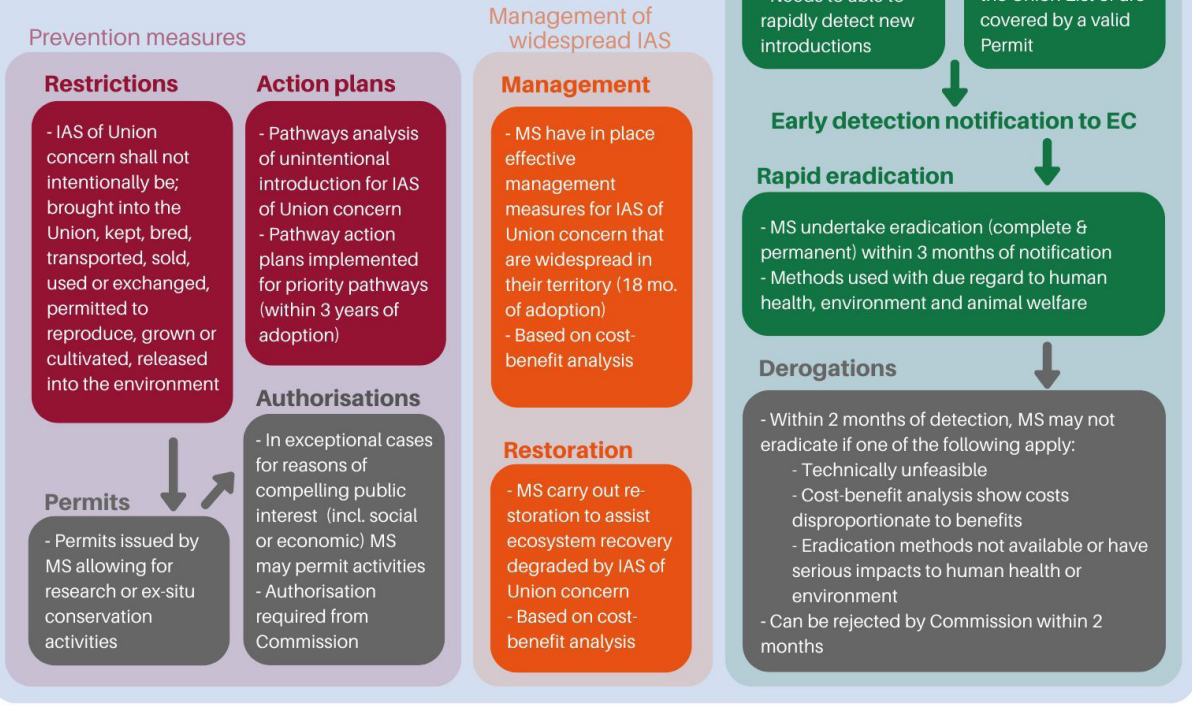 Prevention measures
Restrictions
- IAS of Union
concern shall not
intentionally be;
brought into the
Union, kept, bred,
transported, sold,
used or exchanged,
permitted to
reproduce, grown or
cultivated, released
into the environment
Action plans
- Pathways analysis
of unintentional
introduction for IAS
of Union concern
- Pathway action
plans implemented
for priority pathways
(within 3 years of
adoption)
Permits
- Permits issued by
MS allowing for
research or ex-situ
conservation
activities
Authorisations
- In exceptional cases
for reasons of
compelling public
interest (incl. social
or economic) MS
may permit activities
- Authorisation
required from
Commission
Management of
widespread IAS
Management
- MS have in place
effective
management
measures for IAS of
Union concern that
are widespread in
their territory (18 mo.
of adoption)
- Based on cost-
benefit analysis
Restoration
- MS carry out re-
storation to assist
ecosystem recovery
degraded by IAS of
Union concern
- Based on cost-
benefit analysis
rapidly detect new
introductions
covered by a valid
Permit
Early detection notification to EC
Rapid eradication
- MS undertake eradication (complete &
permanent) within 3 months of notification
- Methods used with due regard to human
health, environment and animal welfare
Derogations
- Within 2 months of detection, MS may not
eradicate if one of the following apply:
- Technically unfeasible
- Cost-benefit analysis show costs
disproportionate to benefits
- Eradication methods not available or have
serious impacts to human health or
environment
- Can be rejected by Commission within 2
months